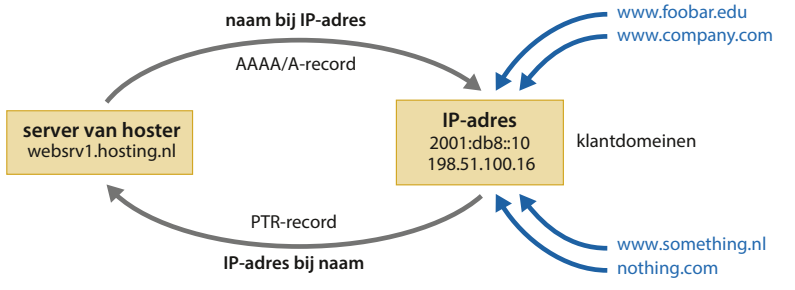 naam bij IP-adres
AAAA/A-record
www.foobar.edu
www.company.com
server van hoster
websrv1.hosting.nl
IP-adres
2001:db8::10
198.51.100.16
klantdomeinen
PTR-record
IP-adres bij naam
www.something.nl
nothing.com